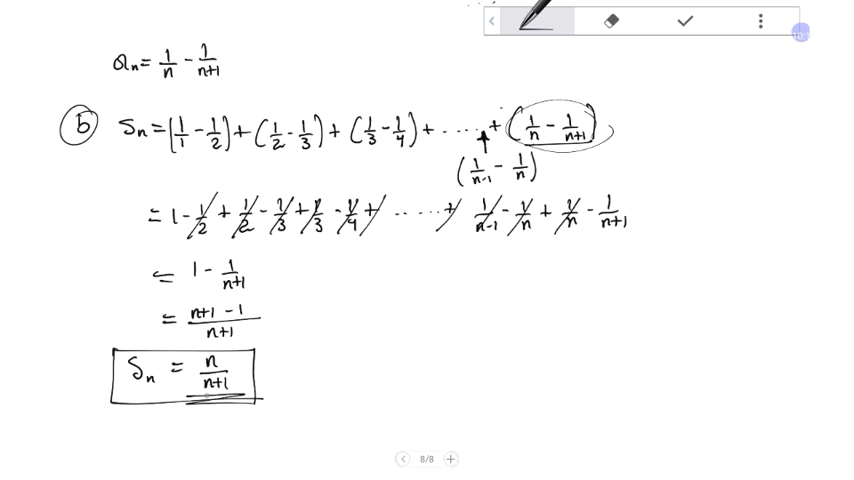 an = 1/n - 1/(n+1)
(b) Sn = (1/1 - 1/2) + (1/2 - 1/3) + (1/3 - 1/4) + ..... + (1/n - 1/(n+1))
(1/(n-1) - 1/n)
= 1 - 1/2 + 1/2 - 1/3 + 1/3 - 1/4 + ..... + 1/(n-1) - 1/n + 1/n - 1/(n+1)
= 1 - 1/(n+1)
= (n+1 - 1)/(n+1)
Sn = n/(n+1)
8/8